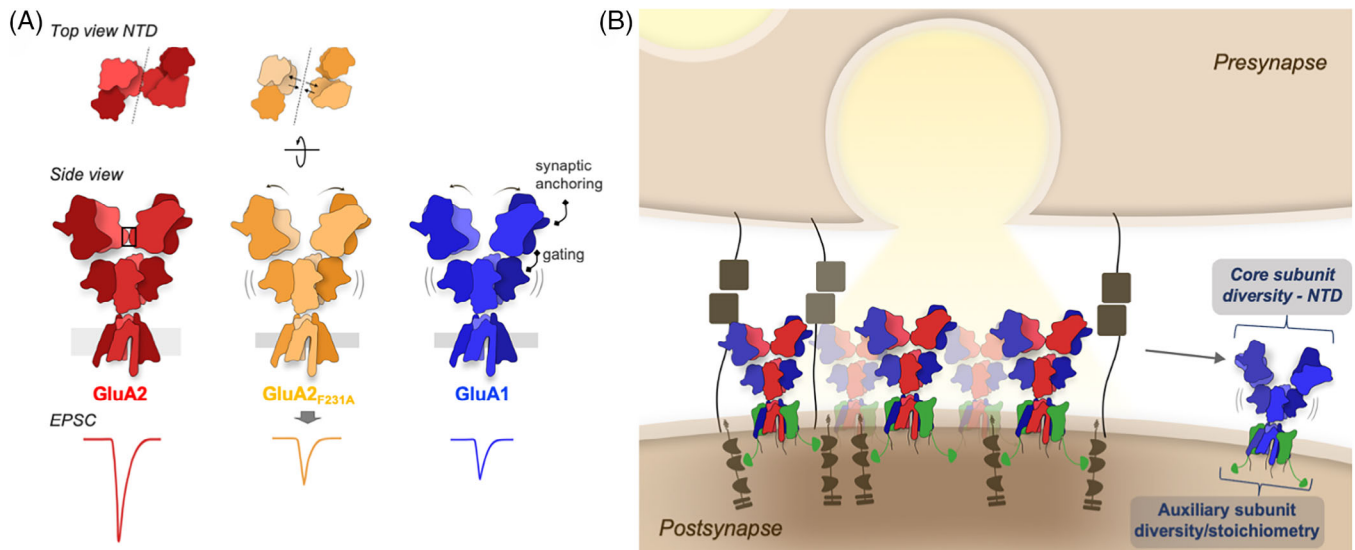 (A)
Top view NTD
Side view
synaptic
anchoring
gating
GluA2
GluA2F231A
GluA1
EPSC
(B)
Presynapse
Core subunit
diversity - NTD
Auxiliary subunit
diversity/stoichiometry
Postsynapse